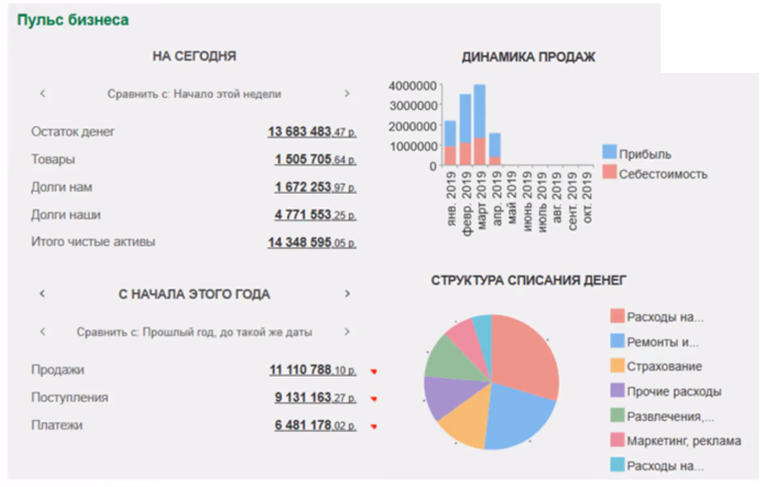 Пульс бизнеса
НА СЕГОДНЯ
Сравнить с: Начало этой недели
Остаток денег 13 683 483,47 р.
Товары 1 505 705,64 р.
Долги нам 1 672 253,97 р.
Долги наши 4 771 553,25 р.
Итого чистые активы 14 348 595,05 р.
С НАЧАЛА ЭТОГО ГОДА
Сравнить с: Прошлый год, до такой же даты
Продажи 11 110 788,10 р.
Поступления 9 131 163,27 р.
Платежи 6 481 178,02 р.
ДИНАМИКА ПРОДАЖ
4000000
3000000
2000000
1000000
0
янв. 2019
февр. 2019
март 2019
апр. 2019
май 2019
июнь 2019
июль 2019
авг. 2019
сент. 2019
окт. 2019
Прибыль
Себестоимость
СТРУКТУРА СПИСАНИЯ ДЕНЕГ
Расходы на...
Ремонты и...
Страхование
Прочие расходы
Развлечения,...
Маркетинг, реклама
Расходы на...